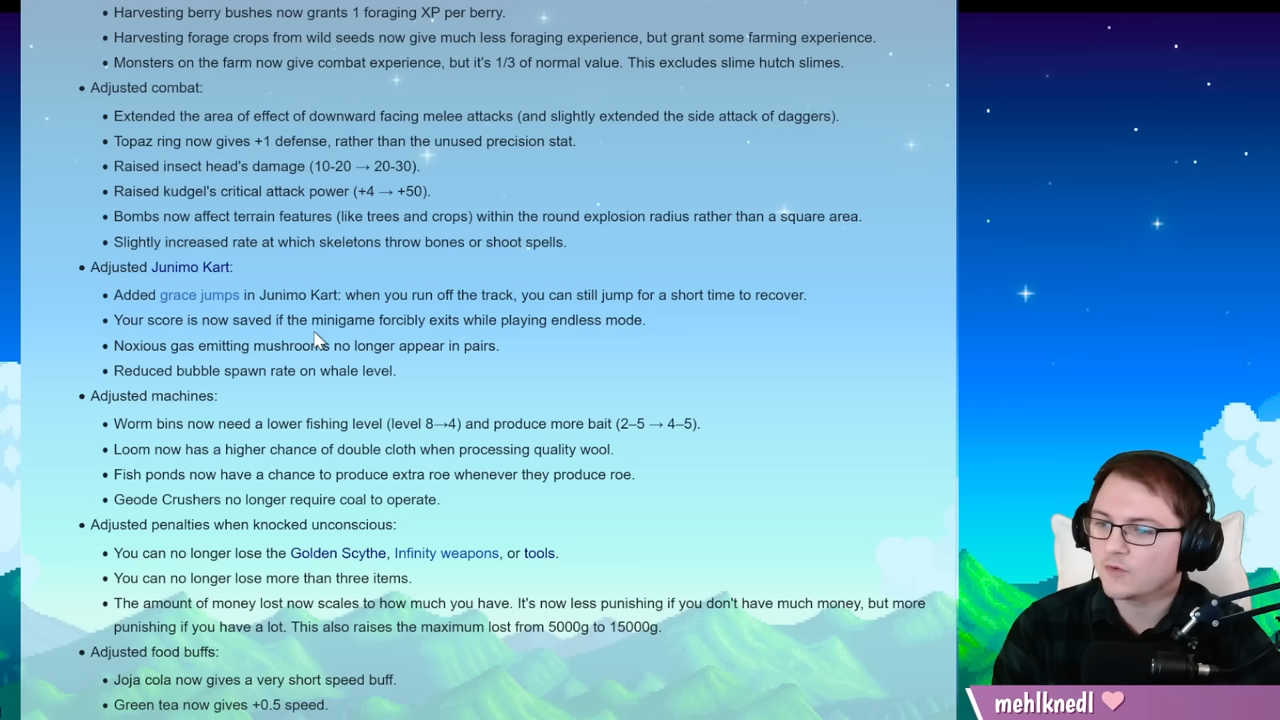 • Harvesting berry bushes now grants 1 foraging XP per berry.
• Harvesting forage crops from wild seeds now give much less foraging experience, but grant some farming experience.
• Monsters on the farm now give combat experience, but it's 1/3 of normal value. This excludes slime hutch slimes.
• Adjusted combat:
• Extended the area of effect of downward facing melee attacks (and slightly extended the side attack of daggers).
• Topaz ring now gives +1 defense, rather than the unused precision stat.
• Raised insect head's damage (10-20 → 20-30).
• Raised kudgel's critical attack power (+4 → +50).
• Bombs now affect terrain features (like trees and crops) within the round explosion radius rather than a square area.
• Slightly increased rate at which skeletons throw bones or shoot spells.
• Adjusted Junimo Kart:
• Added grace jumps in Junimo Kart: when you run off the track, you can still jump for a short time to recover.
• Your score is now saved if the minigame forcibly exits while playing endless mode.
• Noxious gas emitting mushrooms no longer appear in pairs.
• Reduced bubble spawn rate on whale level.
• Adjusted machines:
• Worm bins now need a lower fishing level (level 8→4) and produce more bait (2–5 → 4–5).
• Loom now has a higher chance of double cloth when processing quality wool.
• Fish ponds now have a chance to produce extra roe whenever they produce roe.
• Geode Crushers no longer require coal to operate.
• Adjusted penalties when knocked unconscious:
• You can no longer lose the Golden Scythe, Infinity weapons, or tools.
• You can no longer lose more than three items.
• The amount of money lost now scales to how much you have. It's now less punishing if you don't have much money, but more
punishing if you have a lot. This also raises the maximum lost from 5000g to 15000g.
• Adjusted food buffs:
• Joja cola now gives a very short speed buff.
• Green tea now gives +0.5 speed.
mehlknedl